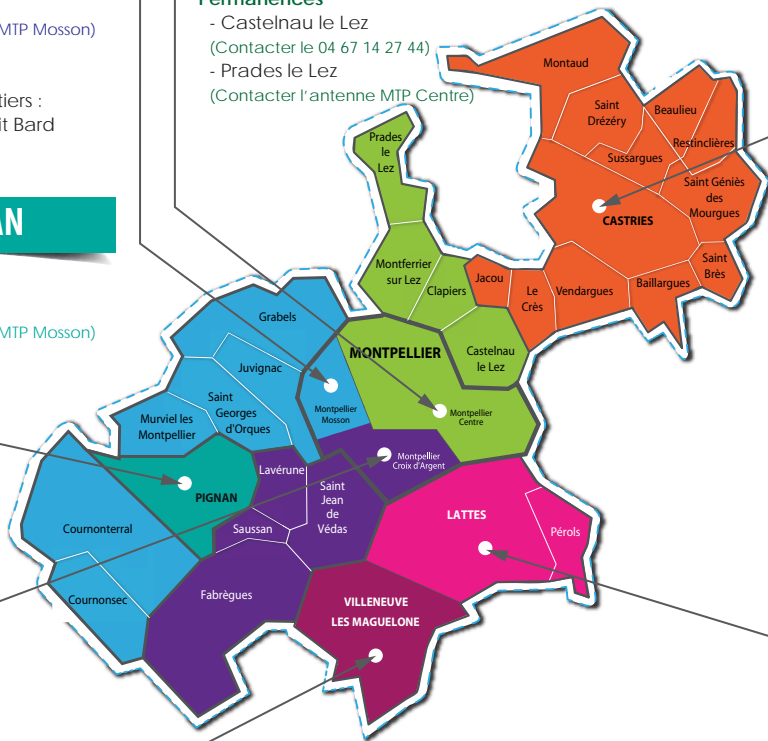 MTP Mosson)
tiers :
it Bard
AN
MTP Mosson)
Permanences
- Castelnau le Lez
(Contacter le 04 67 14 27 44)
- Prades le Lez
(Contacter l'antenne MTP Centre)
Montaud
Saint
Drézéry
Beaulieu
Restinclières
Sussargues
Saint Géniès
des
Mourgues
CASTRIES
Saint
Brès
Baillargues
Vendargues
Le
Crès
Jacou
Prades
le
Lez
Montferrier
sur Lez
Clapiers
Castelnau
le Lez
MONTPELLIER
Montpellier
Centre
Montpellier
Mosson
Montpellier
Croix d'Argent
Grabels
Juvignac
Saint
Georges
d'Orques
Murviel les
Montpellier
PIGNAN
Lavérune
Saint
Jean
de
Védas
Saussan
Cournonterral
Cournonsec
Fabrègues
LATTES
Pérols
VILLENEUVE
LES MAGUELONE